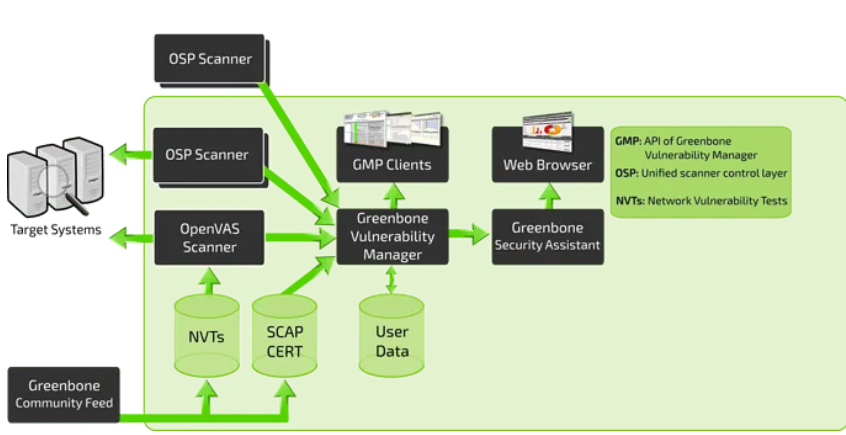 OSP Scanner
OSP Scanner
GMP Clients
Web Browser
GMP: API of Greenbone
Vulnerability Manager
OSP: Unified scanner control layer
NVTs: Network Vulnerability Tests
Target Systems
OpenVAS
Scanner
Greenbone
Vulnerability
Manager
Greenbone
Security Assistant
NVTs
SCAP
CERT
User
Data
Greenbone
Community Feed